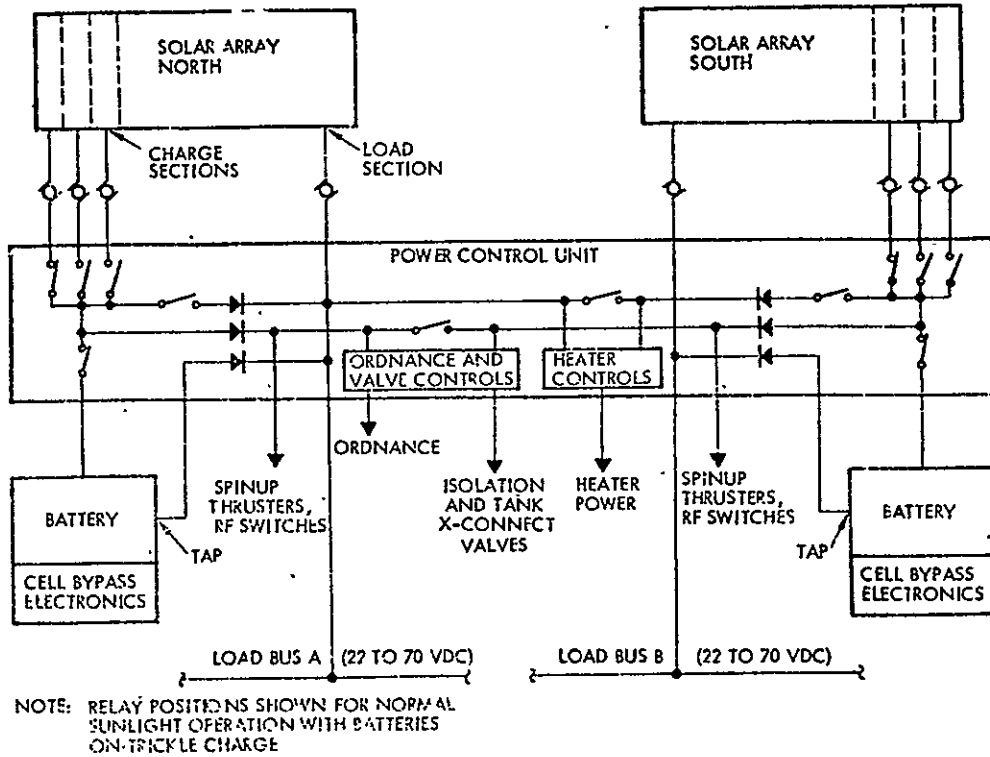 SOLAR ARRAY
NORTH
SOLAR ARRAY
SOUTH
CHARGE
SECTIONS
LOAD
SECTION
POWER CONTROL UNIT
ORDNANCE AND
VALVE CONTROLS
HEATER
CONTROLS
ORDNANCE
SPINUP
THRUSTERS,
RF SWITCHES
ISOLATION
AND TANK
X-CONNECT
VALVES
HEATER
POWER
SPINUP
THRUSTERS,
RF SWITCHES
BATTERY
TAP
CELL BYPASS
ELECTRONICS
BATTERY
TAP
CELL BYPASS
ELECTRONICS
LOAD BUS A (22 TO 70 VDC)
LOAD BUS B (22 TO 70 VDC)
NOTE: RELAY POSITIONS SHOWN FOR NORMAL
SUNLIGHT OPERATION WITH BATTERIES
ON-TRICKLE CHARGE